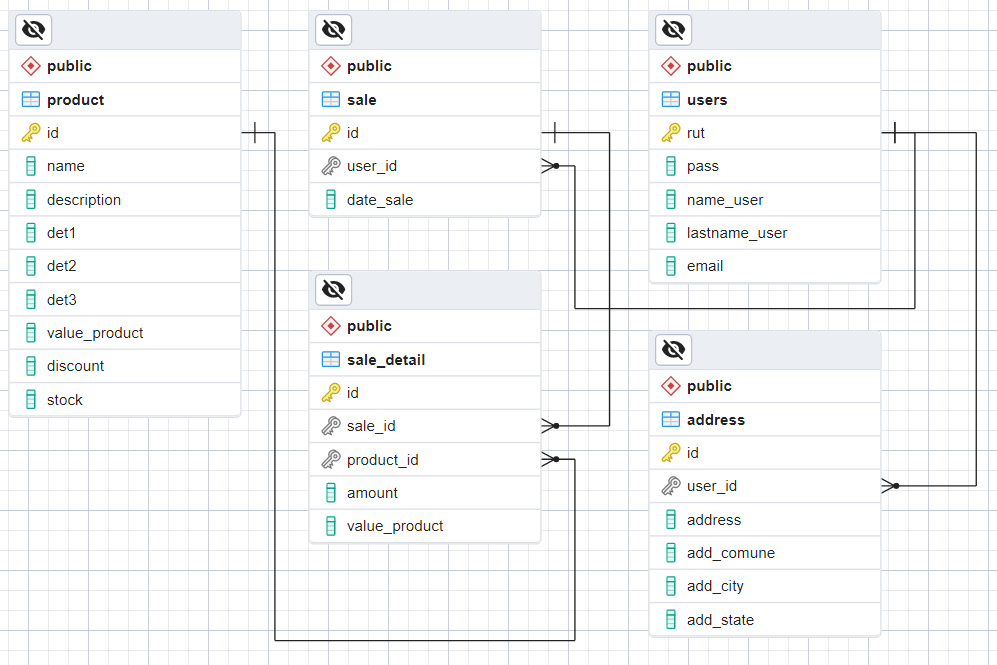 public
product
id
name
description
det1
det2
det3
value_product
discount
stock
public
sale
id
user_id
date_sale
public
sale_detail
id
sale_id
product_id
amount
value_product
public
users
rut
pass
name_user
lastname_user
email
public
address
id
user_id
address
add_comune
add_city
add_state